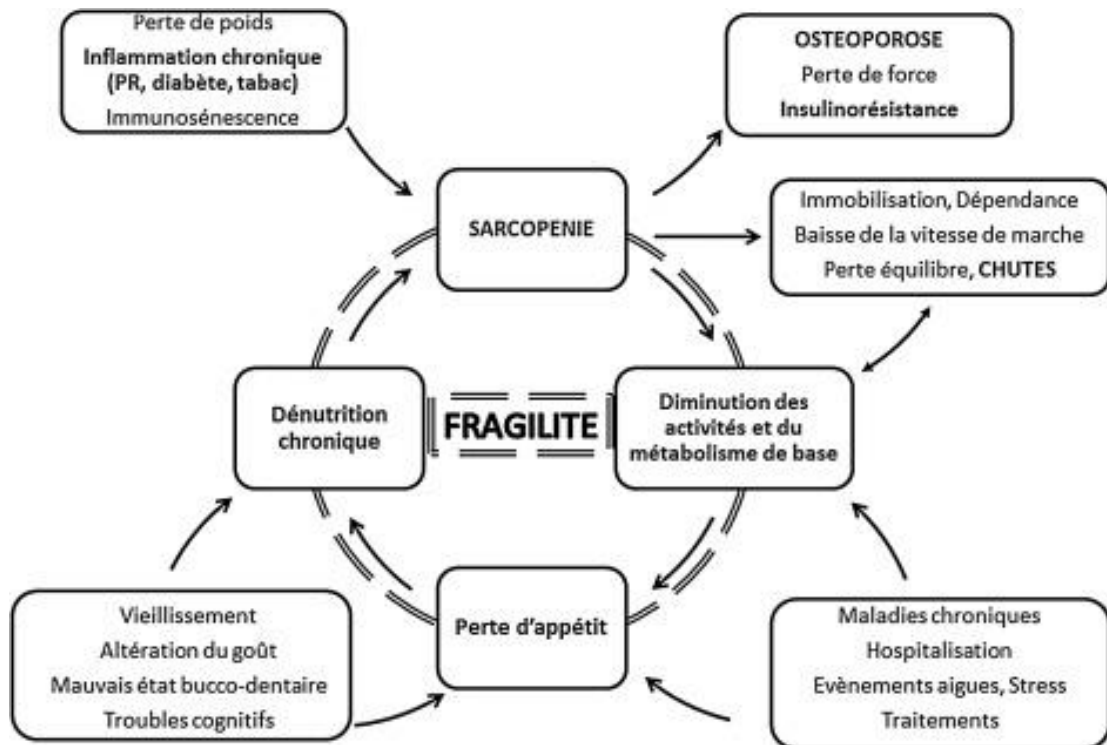 Perte de poids
Inflammation chronique
(PR, diabète, tabac)
Immunosénescence
OSTEOPOROSE
Perte de force
Insulinorésistance
SARCOPENIE
Immobilisation, Dépendance
Baisse de la vitesse de marche
Perte équilibre, CHUTES
Dénutrition
chronique
FRAGILITE
Diminution des
activités et du
métabolisme de base
Vieillissement
Altération du goût
Mauvais état bucco-dentaire
Troubles cognitifs
Perte d'appétit
Maladies chroniques
Hospitalisation
Evènements aigues, Stress
Traitements